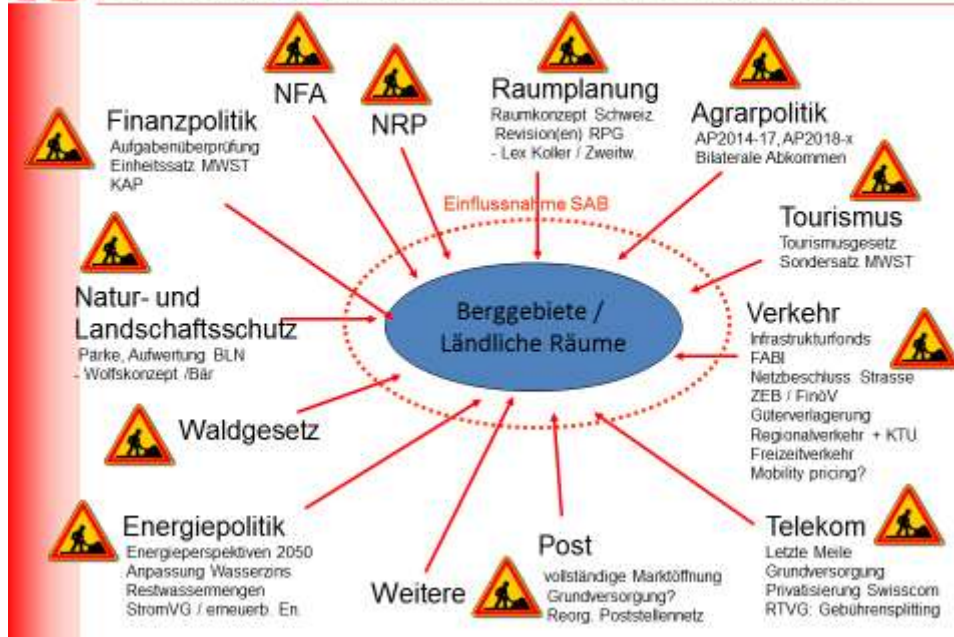 NFA
NRP
Raumplanung
Raumkonzept Schweiz
Revision(en) RPG
- Lex Koller / Zweitw.
Agrarpolitik
AP2014-17, AP2018-x
Bilaterale Abkommen
Finanzpolitik
Aufgabenüberprüfung
Einheitssatz MWST
KAP
Einflussnahme SAB
Tourismus
Tourismusgesetz
Sondersatz MWST
Natur- und
Landschaftsschutz
Pärke, Aufwertung BLN
- Wolfskonzept /Bär
Berggebiete /
Ländliche Räume
Verkehr
Infrastrukturfonds
FABI
Netzbeschluss Strasse
ZEB / FinöV
Güterverlagerung
Regionalverkehr + KTU
Freizeitverkehr
Mobility pricing?
Waldgesetz
Energiepolitik
Energieperspektiven 2050
Anpassung Wasserzins
Restwassermengen
StromVG / erneuerb. En.
Weitere
Post
vollständige Marktöffnung
Grundversorgung?
Reorg. Poststellennetz
Telekom
Letzte Meile
Grundversorgung
Privatisierung Swisscom
RTVG: Gebührensplitting